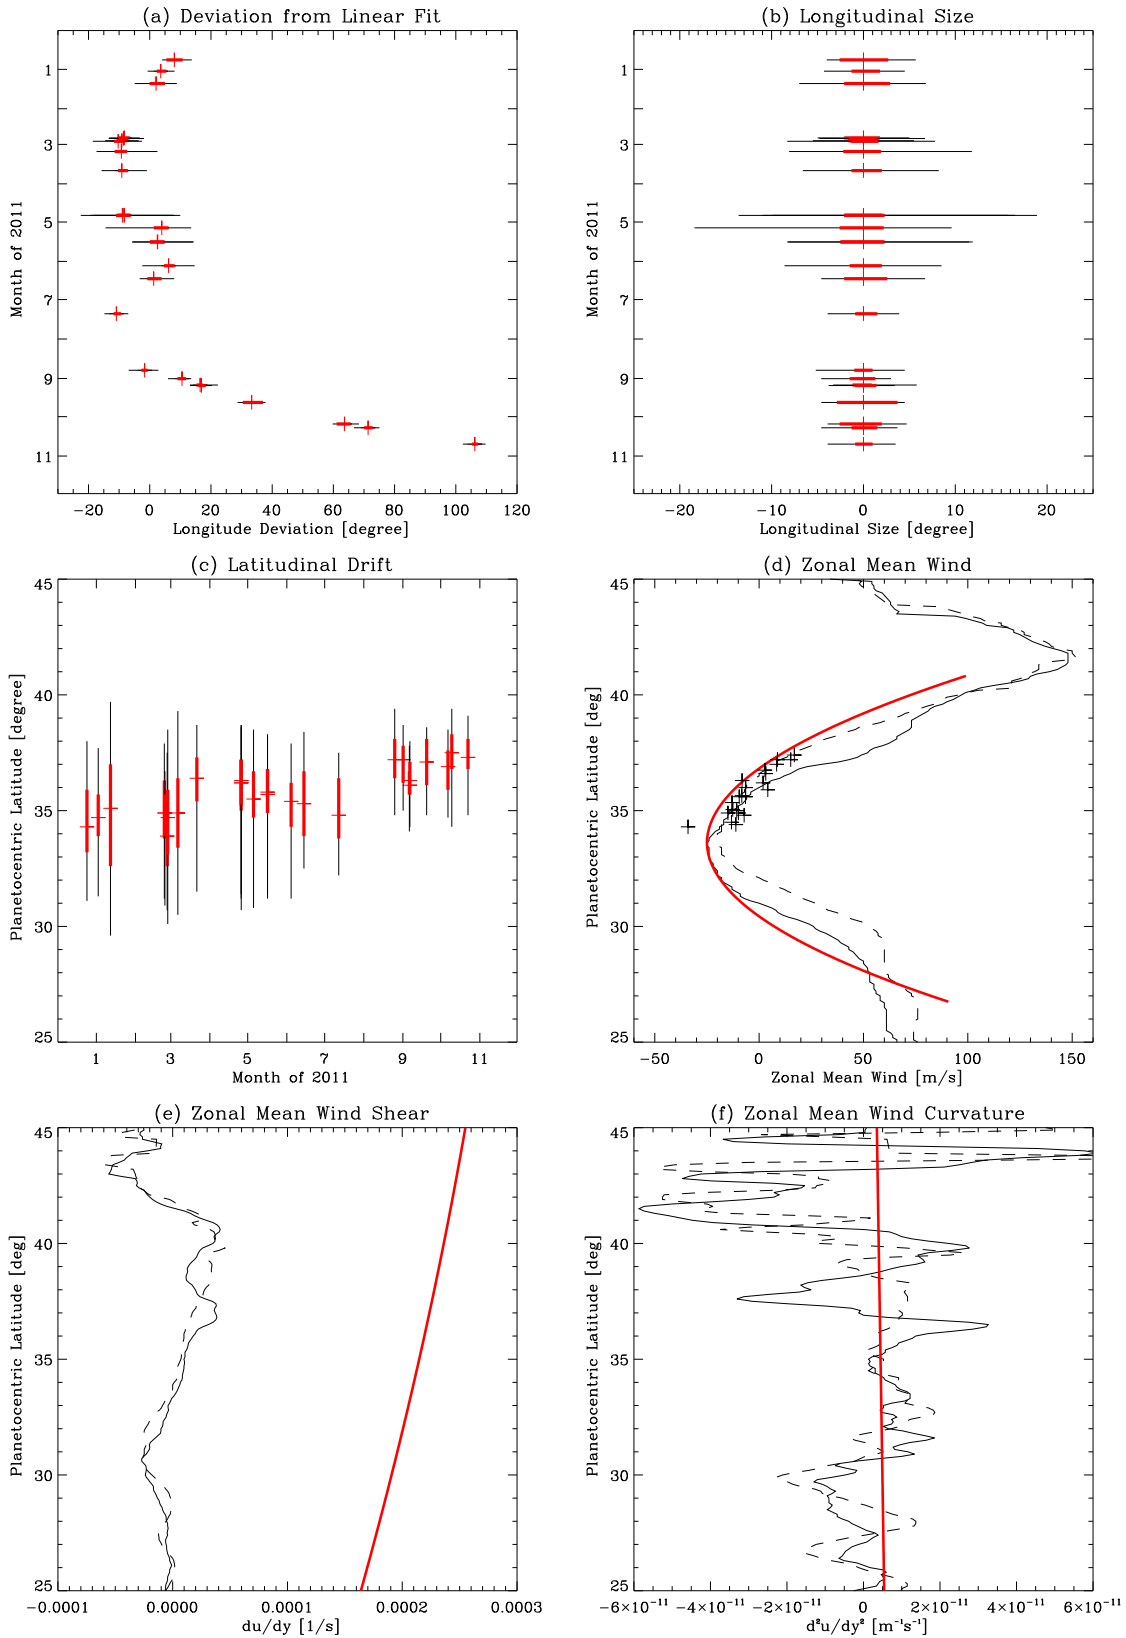 (a) Deviation from Linear Fit
(b) Longitudinal Size
Month of 2011
1
3
5
7
9
11
-20 0 20 40 60 80 100 120
Longitude Deviation [degree]
Month of 2011
1
3
5
7
9
11
-20 -10 0 10 20
Longitudinal Size [degree]
(c) Latitudinal Drift
(d) Zonal Mean Wind
Planetocentric Latitude [degree]
45
40
35
30
25
1 3 5 7 9 11
Month of 2011
Planetocentric Latitude [deg]
45
40
35
30
25
-50 0 50 100 150
Zonal Mean Wind [m/s]
(e) Zonal Mean Wind Shear
(f) Zonal Mean Wind Curvature
Planetocentric Latitude [deg]
45
40
35
30
25
-0.0001 0.0000 0.0001 0.0002 0.0003
du/dy [1/s]
Planetocentric Latitude [deg]
45
40
35
30
25
-6×10⁻¹¹ -4×10⁻¹¹ -2×10⁻¹¹ 0 2×10⁻¹¹ 4×10⁻¹¹ 6×10⁻¹¹
d²u/dy² [m⁻¹s⁻¹]